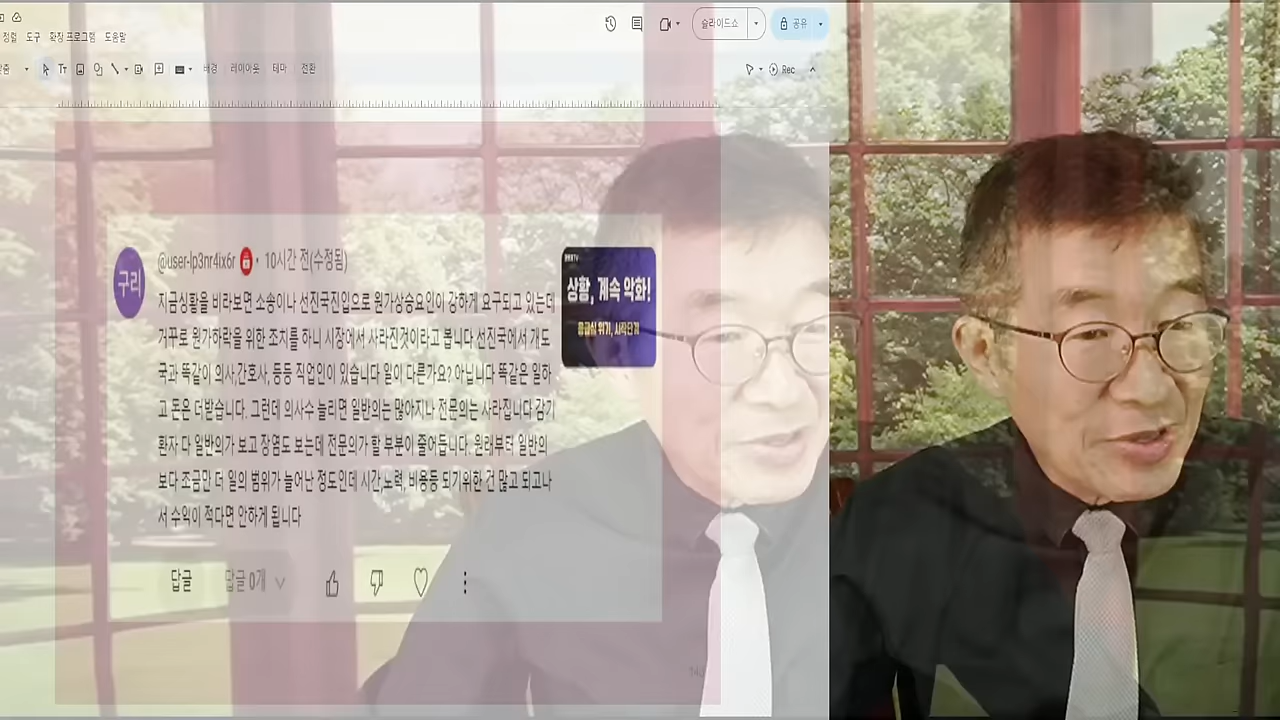 정렬 도구 확장 프로그램 도움말
슬라이드쇼
공유
배경 레이아웃 테마 전환
Rec
구리
@user-lp3nr4ix6r · 10시간 전(수정됨)
지금상황을 바라보면 소송이나 선진국진입으로 원가상승요인이 강하게 요구되고 있는데
거꾸로 원가하락을 위한 조치를 하니 시장에서 사라진것이라고 봅니다 선진국에서 개도
국과 똑같이 의사,간호사, 등등 직업인이 있습니다 일이 다른가요? 아닙니다 똑같은 일하
고 돈은 더받습니다. 그런데 의사수 늘리면 일반의는 많아지나 전문의는 사라집니다 감기
환자 다 일반의가 보고 장염도 보는데 전문의가 할 부분이 줄어듭니다. 원래부터 일반의
보다 조금만 더 일의 범위가 늘어난 정도인데 시간,노력, 비용등 되기위한 건 많고 되고나
서 수익이 적다면 안하게 됩니다
상황, 계속 악화!
응급실 위기, 시작단계
답글 답글 0개